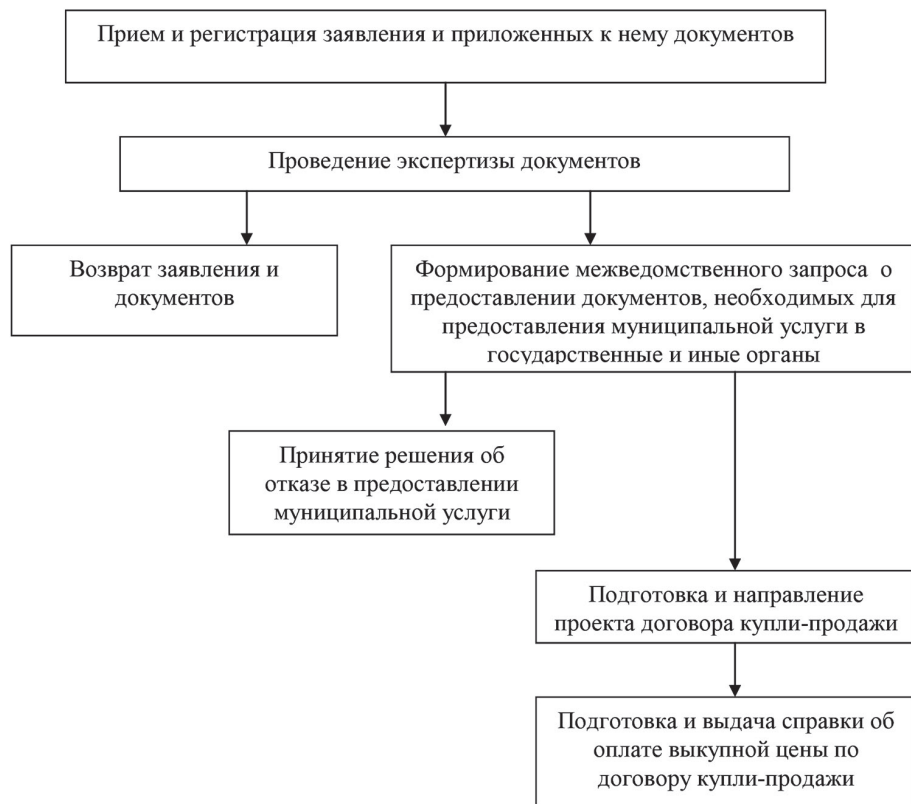 Прием и регистрация заявления и приложенных к нему документов
Проведение экспертизы документов
Возврат заявления и
документов
Формирование межведомственного запроса о
предоставлении документов, необходимых для
предоставления муниципальной услуги в
государственные и иные органы
Принятие решения об
отказе в предоставлении
муниципальной услуги
Подготовка и направление
проекта договора купли-продажи
Подготовка и выдача справки об
оплате выкупной цены по
договору купли-продажи